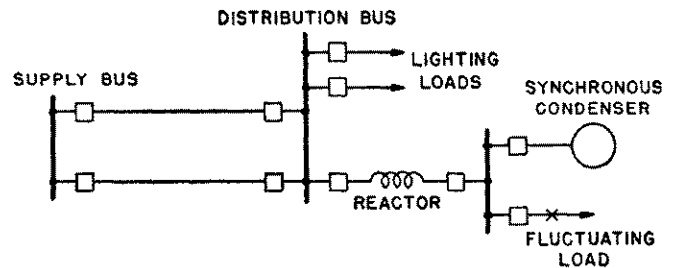 DISTRIBUTION BUS
LIGHTING
LOADS
SUPPLY BUS
SYNCHRONOUS
CONDENSER
REACTOR
FLUCTUATING
LOAD